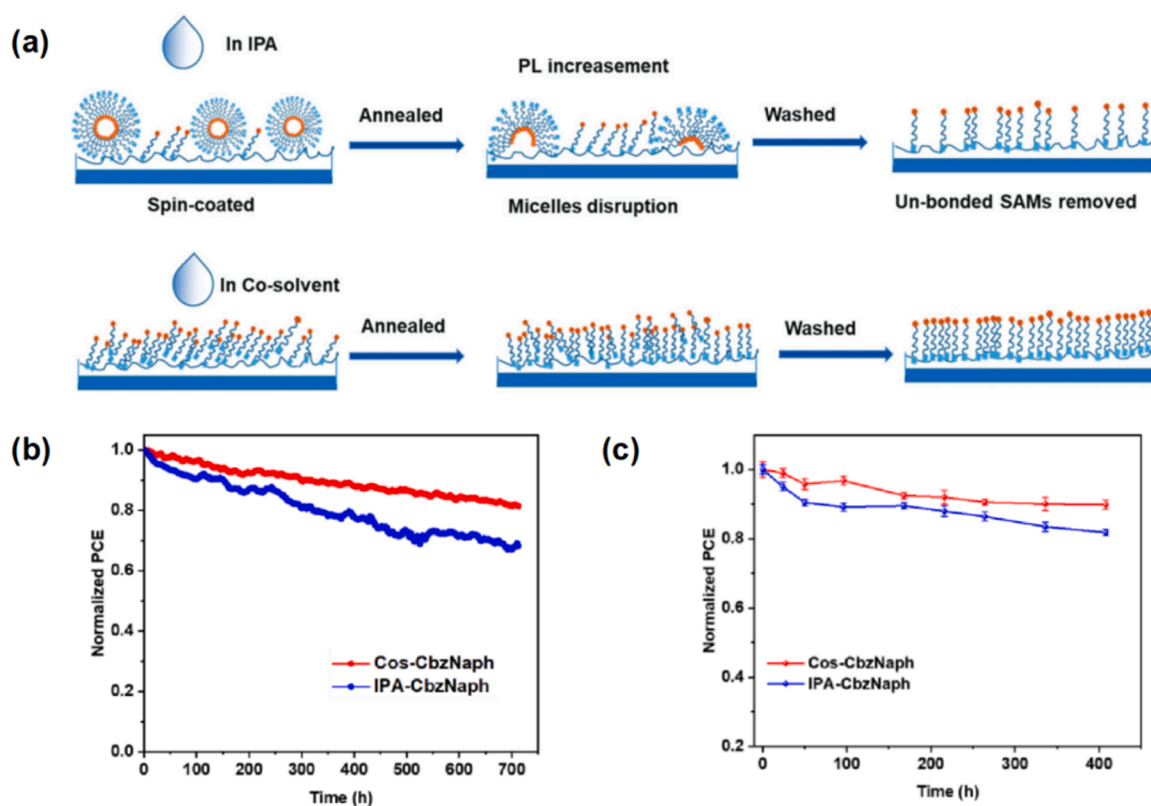 (a)
In IPA
PL increasement
Annealed
Washed
Spin-coated
Micelles disruption
Un-bonded SAMs removed
In Co-solvent
Annealed
Washed
(b)
Normalized PCE
1.0
0.8
0.6
0.4
0.2
0.0
Cos-CbzNaph
IPA-CbzNaph
0 100 200 300 400 500 600 700
Time (h)
(c)
Normalized PCE
1.0
0.8
0.6
0.4
0.2
Cos-CbzNaph
IPA-CbzNaph
0 100 200 300 400
Time (h)